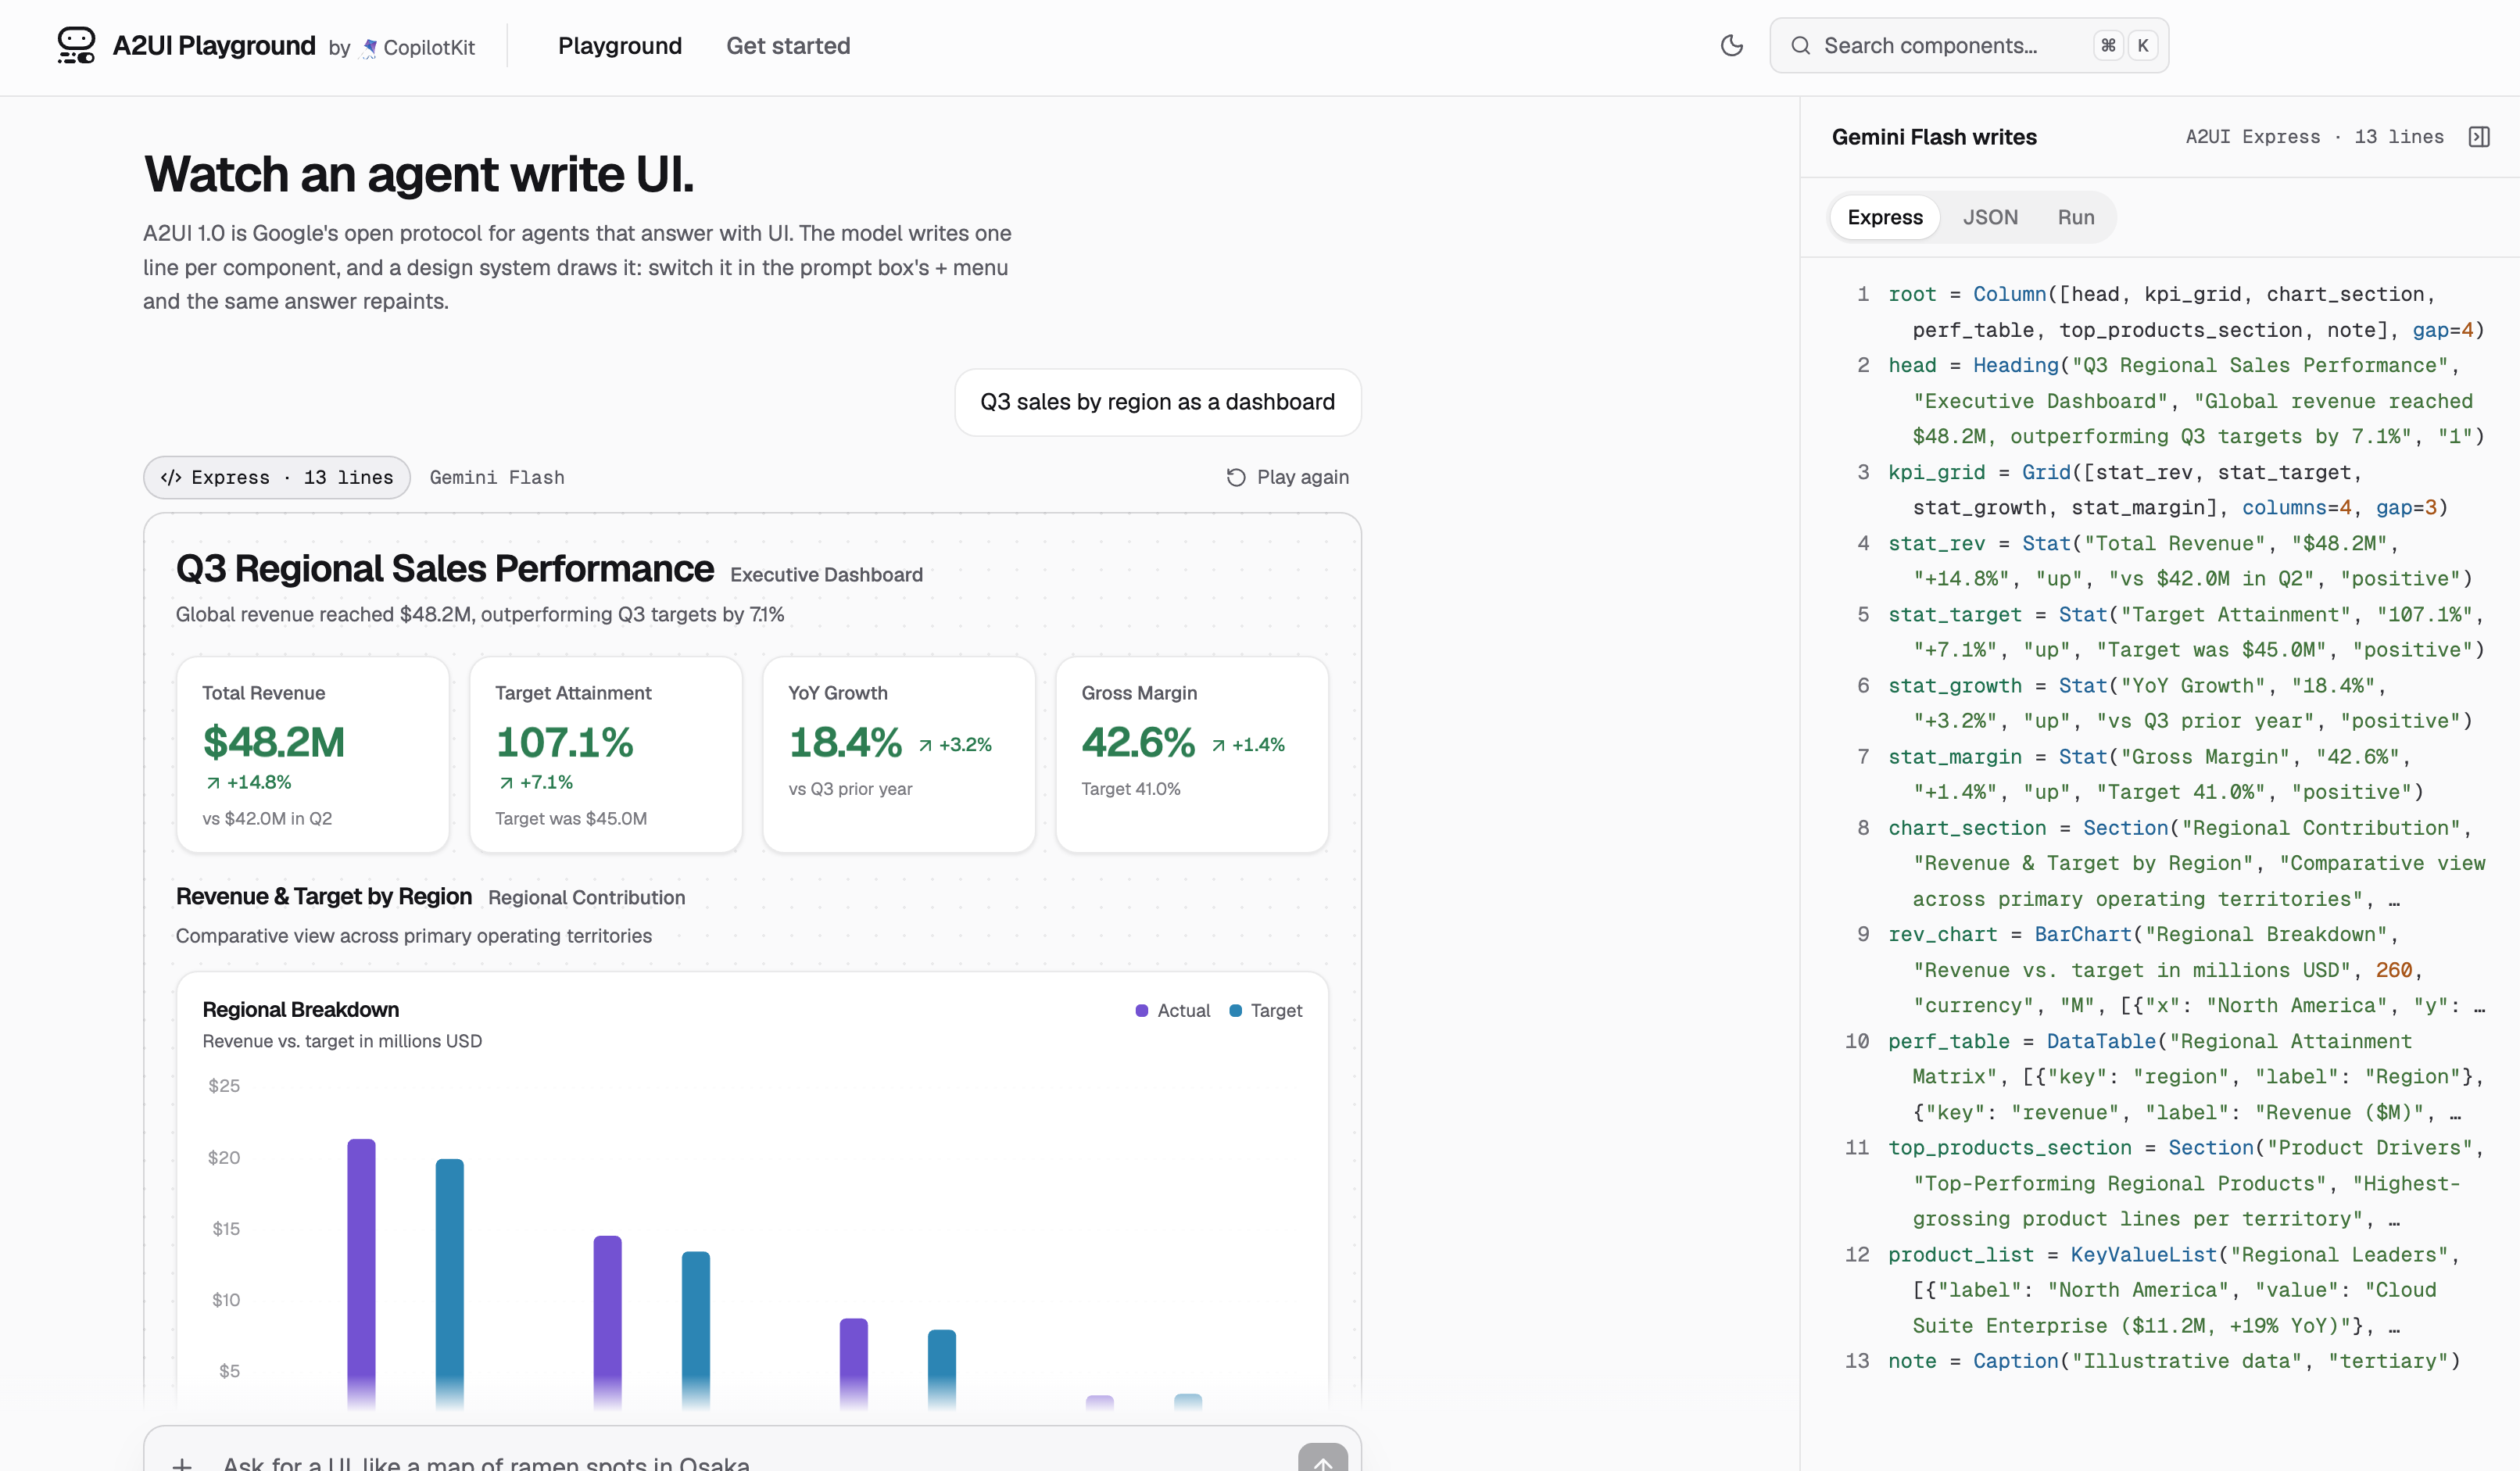 A2UI Playground by CopilotKit
Playground
Get started
Search components...
⌘ K
Watch an agent write UI.
A2UI 1.0 is Google's open protocol for agents that answer with UI. The model writes one
line per component, and a design system draws it: switch it in the prompt box's + menu
and the same answer repaints.
Q3 sales by region as a dashboard
</> Express · 13 lines
Gemini Flash
Play again
Q3 Regional Sales Performance Executive Dashboard
Global revenue reached $48.2M, outperforming Q3 targets by 7.1%
Total Revenue
$48.2M
+14.8%
vs $42.0M in Q2
Target Attainment
107.1%
+7.1%
Target was $45.0M
YoY Growth
18.4% +3.2%
vs Q3 prior year
Gross Margin
42.6% +1.4%
Target 41.0%
Revenue & Target by Region Regional Contribution
Comparative view across primary operating territories
Regional Breakdown
Actual Target
Revenue vs. target in millions USD
$25
$20
$15
$10
$5
+ Ask for a UI, like a map of ramen spots in Osaka
Gemini Flash writes
A2UI Express · 13 lines
Express JSON Run
1 root = Column([head, kpi_grid, chart_section,
perf_table, top_products_section, note], gap=4)
2 head = Heading("Q3 Regional Sales Performance",
"Executive Dashboard", "Global revenue reached
$48.2M, outperforming Q3 targets by 7.1%", "1")
3 kpi_grid = Grid([stat_rev, stat_target,
stat_growth, stat_margin], columns=4, gap=3)
4 stat_rev = Stat("Total Revenue", "$48.2M",
"+14.8%", "up", "vs $42.0M in Q2", "positive")
5 stat_target = Stat("Target Attainment", "107.1%",
"+7.1%", "up", "Target was $45.0M", "positive")
6 stat_growth = Stat("YoY Growth", "18.4%",
"+3.2%", "up", "vs Q3 prior year", "positive")
7 stat_margin = Stat("Gross Margin", "42.6%",
"+1.4%", "up", "Target 41.0%", "positive")
8 chart_section = Section("Regional Contribution",
"Revenue & Target by Region", "Comparative view
across primary operating territories", …
9 rev_chart = BarChart("Regional Breakdown",
"Revenue vs. target in millions USD", 260,
"currency", "M", [{"x": "North America", "y": …
10 perf_table = DataTable("Regional Attainment
Matrix", [{"key": "region", "label": "Region"},
{"key": "revenue", "label": "Revenue ($M)", …
11 top_products_section = Section("Product Drivers",
"Top-Performing Regional Products", "Highest-
grossing product lines per territory", …
12 product_list = KeyValueList("Regional Leaders",
[{"label": "North America", "value": "Cloud
Suite Enterprise ($11.2M, +19% YoY)"}, …
13 note = Caption("Illustrative data", "tertiary")